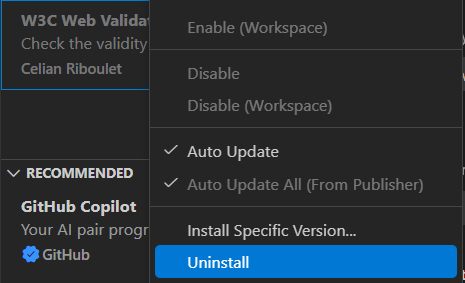 W3C Web Valida
Check the validity
Celian Riboulet
Enable (Workspace)
Disable
Disable (Workspace)
Auto Update
Auto Update All (From Publisher)
Install Specific Version...
Uninstall
RECOMMENDED
GitHub Copilot
Your AI pair progr
GitHub